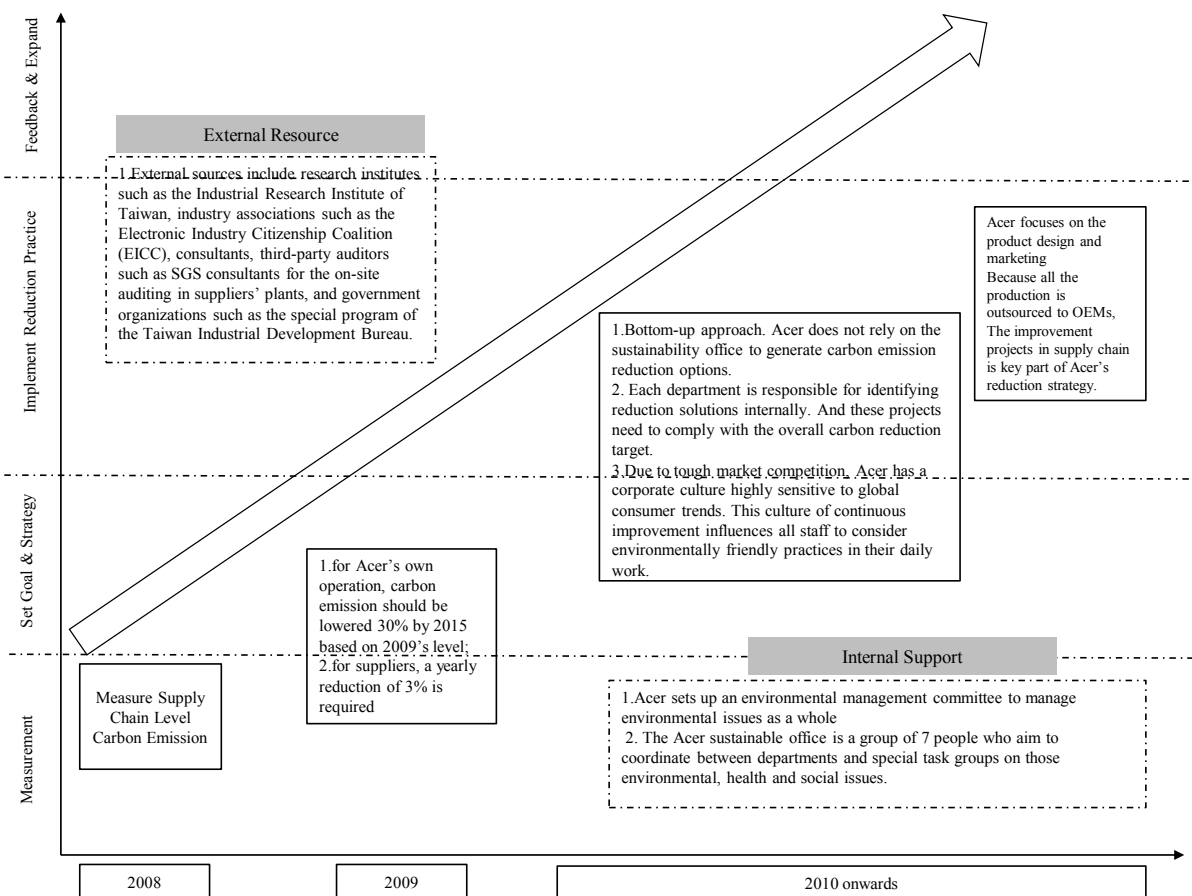 Feedback & Expand
External Resource
1.External sources include research institutes
such as the Industrial Research Institute of
Taiwan, industry associations such as the
Electronic Industry Citizenship Coalition
(EICC), consultants, third-party auditors
such as SGS consultants for the on-site
auditing in suppliers’ plants, and government
organizations such as the special program of
the Taiwan Industrial Development Bureau.
Implement Reduction Practice
Acer focuses on the
product design and
marketing
Because all the
production is
outsourced to OEMs,
The improvement
projects in supply chain
is key part of Acer’s
reduction strategy.
1.Bottom-up approach. Acer does not rely on the
sustainability office to generate carbon emission
reduction options.
2. Each department is responsible for identifying
reduction solutions internally. And these projects
need to comply with the overall carbon reduction
target.
3.Due to tough market competition, Acer has a
corporate culture highly sensitive to global
consumer trends. This culture of continuous
improvement influences all staff to consider
environmentally friendly practices in their daily
work.
Set Goal & Strategy
1.for Acer’s own
operation, carbon
emission should be
lowered 30% by 2015
based on 2009’s level;
2.for suppliers, a yearly
reduction of 3% is
required
Internal Support
1.Acer sets up an environmental management committee to manage
environmental issues as a whole
2. The Acer sustainable office is a group of 7 people who aim to
coordinate between departments and special task groups on those
environmental, health and social issues.
Measurement
Measure Supply
Chain Level
Carbon Emission
2008
2009
2010 onwards